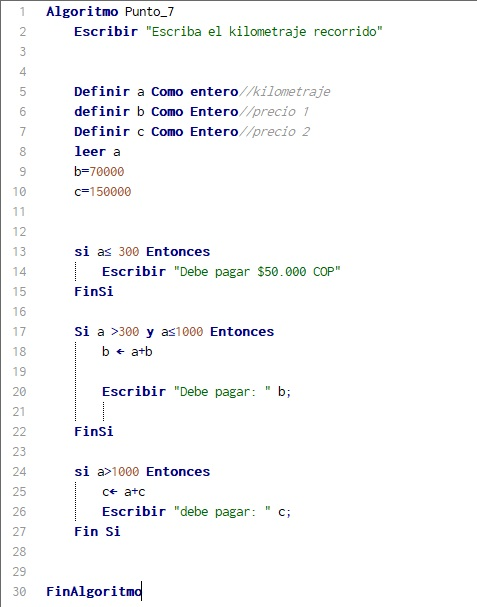 1 Algoritmo Punto_7
2 Escribir "Escriba el kilometraje recorrido"
3
4
5 Definir a Como entero//kilometraje
6 definir b Como Entero//precio 1
7 Definir c Como Entero//precio 2
8 leer a
9 b=70000
10 c=150000
11
12
13 si a≤ 300 Entonces
14 Escribir "Debe pagar $50.000 COP"
15 FinSi
16
17 Si a >300 y a≤1000 Entonces
18 b ← a+b
19
20 Escribir "Debe pagar: " b;
21
22 FinSi
23
24 si a>1000 Entonces
25 c← a+c
26 Escribir "debe pagar: " c;
27 Fin Si
28
29
30 FinAlgoritmo